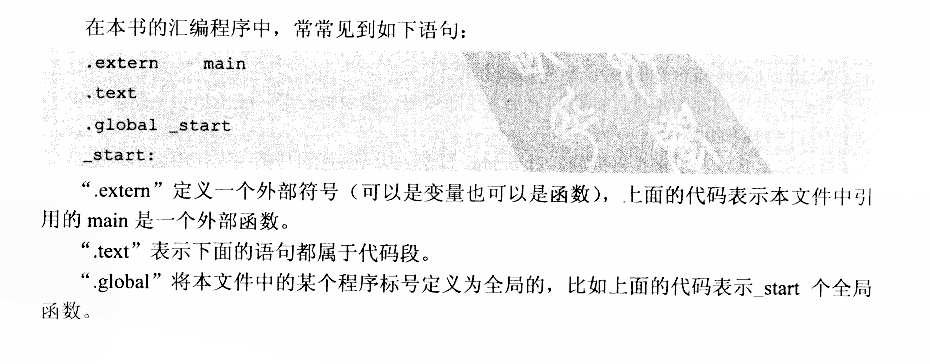 在本书的汇编程序中，常常见到如下语句：
.extern main
.text
.global _start
_start:
“.extern”定义一个外部符号（可以是变量也可以是函数），上面的代码表示本文件中引
用的 main 是一个外部函数。
“.text”表示下面的语句都属于代码段。
“.global”将本文件中的某个程序标号定义为全局的，比如上面的代码表示_start 个全局
函数。